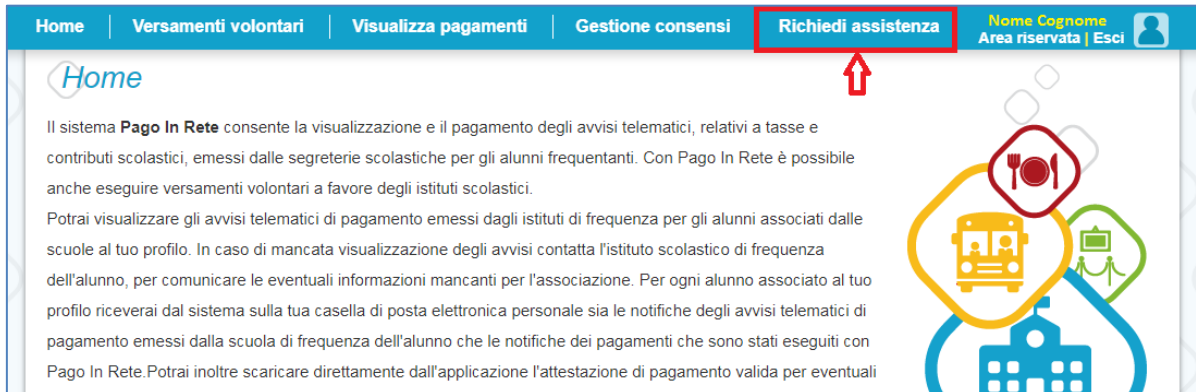 Home Versamenti volontari Visualizza pagamenti Gestione consensi Richiedi assistenza Nome Cognome
Area riservata | Esci
Home
Il sistema Pago In Rete consente la visualizzazione e il pagamento degli avvisi telematici, relativi a tasse e
contributi scolastici, emessi dalle segreterie scolastiche per gli alunni frequentanti. Con Pago In Rete è possibile
anche eseguire versamenti volontari a favore degli istituti scolastici.
Potrai visualizzare gli avvisi telematici di pagamento emessi dagli istituti di frequenza per gli alunni associati dalle
scuole al tuo profilo. In caso di mancata visualizzazione degli avvisi contatta l'istituto scolastico di frequenza
dell'alunno, per comunicare le eventuali informazioni mancanti per l'associazione. Per ogni alunno associato al tuo
profilo riceverai dal sistema sulla tua casella di posta elettronica personale sia le notifiche degli avvisi telematici di
pagamento emessi dalla scuola di frequenza dell'alunno che le notifiche dei pagamenti che sono stati eseguiti con
Pago In Rete.Potrai inoltre scaricare direttamente dall'applicazione l'attestazione di pagamento valida per eventuali